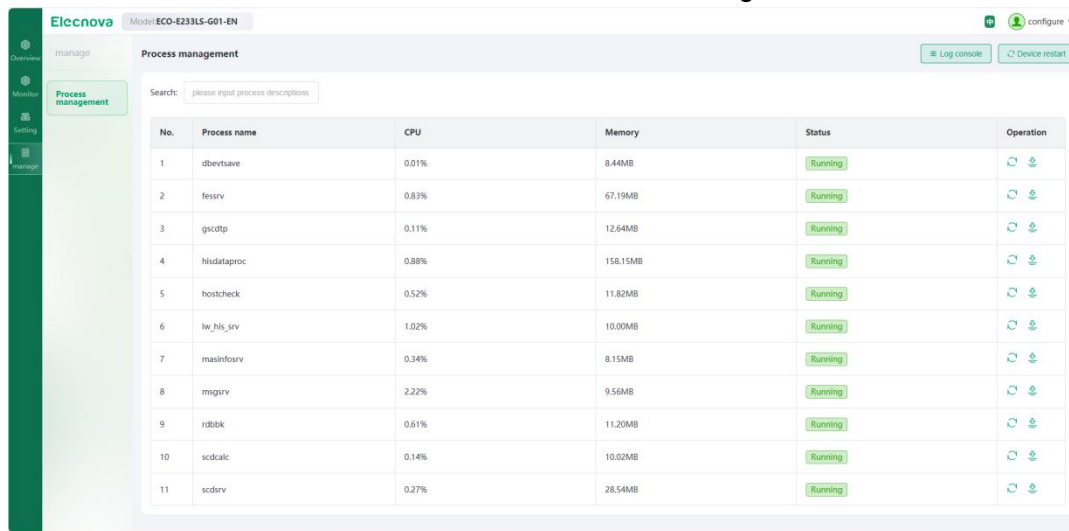 Elecnova Model:ECO-E233LS-G01-EN 中 configure
Overview
Monitor
Setting
manage
manage
Process management
Process management Log console Device restart
Search: please input process descriptions
No. Process name CPU Memory Status Operation
1 dbevtsave 0.01% 8.44MB Running
2 fessrv 0.83% 67.19MB Running
3 gscdtp 0.11% 12.64MB Running
4 hisdataproc 0.88% 158.15MB Running
5 hostcheck 0.52% 11.82MB Running
6 lw_his_srv 1.02% 10.00MB Running
7 masinfosrv 0.34% 8.15MB Running
8 msgsrv 2.22% 9.56MB Running
9 rdbbk 0.61% 11.20MB Running
10 scdcalc 0.14% 10.02MB Running
11 scdsrv 0.27% 28.54MB Running